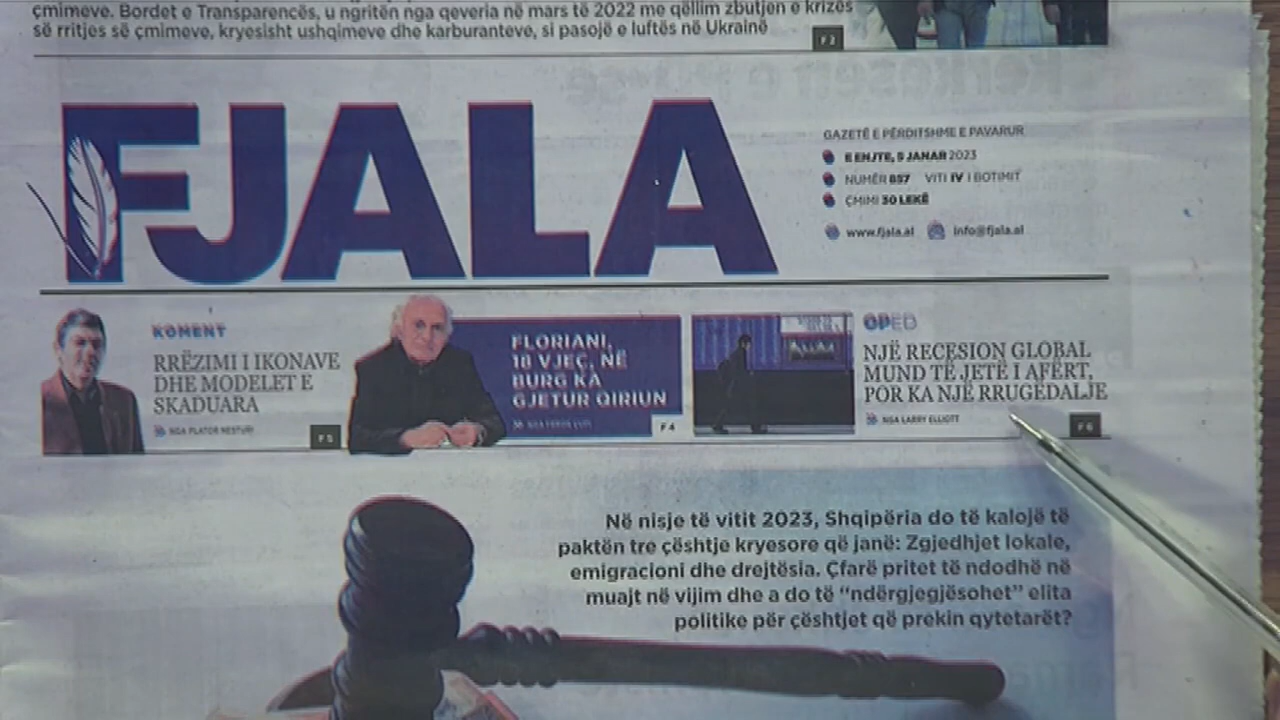 çmimeve. Bordet e Transparencës, u ngritën nga qeveria në mars të 2022 me qëllim zbutjen e krizës
së rritjes së çmimeve, kryesisht ushqimeve dhe karburanteve, si pasojë e luftës në Ukrainë
F 2
FJALA
GAZETË E PËRDITSHME E PAVARUR
E ENJTE, 5 JANAR 2023
NUMËR 857 VITI IV I BOTIMIT
ÇMIMI 30 LEKË
www.fjala.al info@fjala.al
KOMENT
RRËZIMI I IKONAVE
DHE MODELET E
SKADUARA
NGA PLATOR NESTURI
F 5
FLORIANI,
18 VJEÇ, NË
BURG KA
GJETUR QIRIUN
F 4
OPED
NJË RECESION GLOBAL
MUND TË JETË I AFËRT,
POR KA NJË RRUGËDALJE
NGA LARRY ELLIOTT
F 6
Në nisje të vitit 2023, Shqipëria do të kalojë të
paktën tre çështje kryesore që janë: Zgjedhjet lokale,
emigracioni dhe drejtësia. Çfarë pritet të ndodhë në
muajt në vijim dhe a do të “ndërgjegjësohet” elita
politike për çështjet që prekin qytetarët?